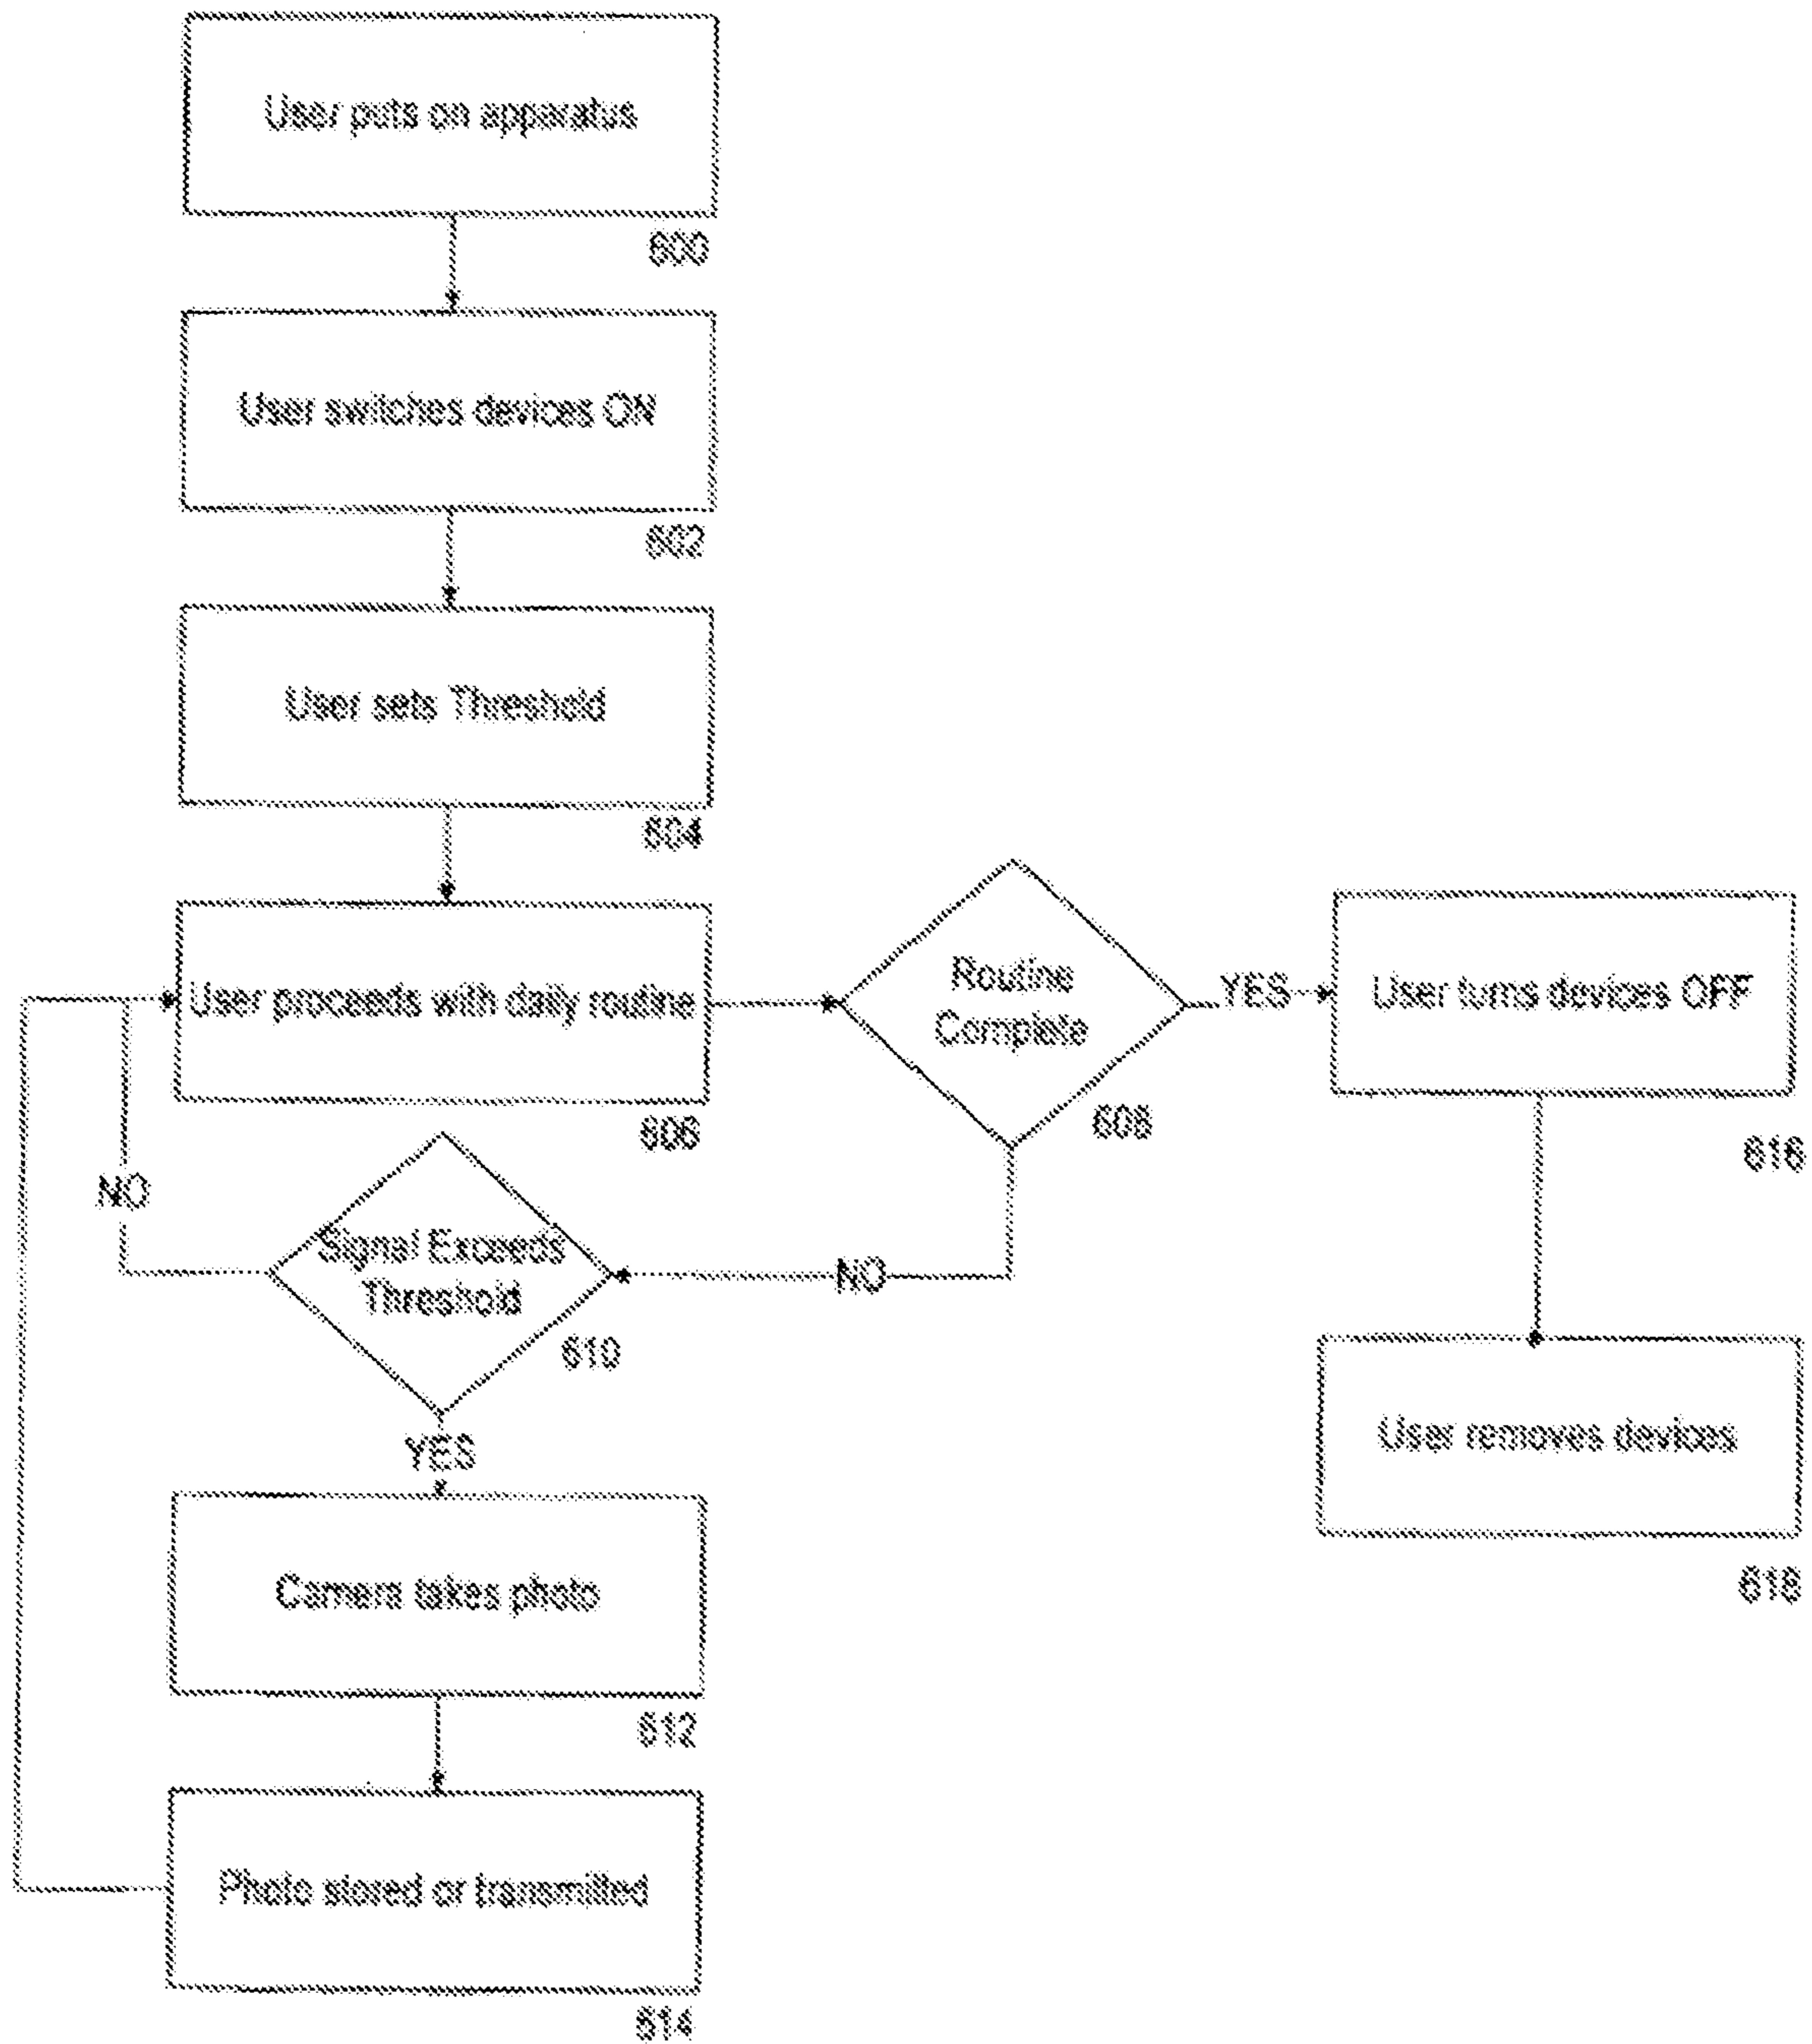 User puts on apparatus
600
User switches devices ON
602
User sets Threshold
604
User proceeds with daily routine
606
Routine
Complete
608
YES
User turns devices OFF
616
NO
Signal Exceeds
Threshold
610
NO
YES
User removes devices
618
Camera takes photo
612
Photo stored or transmitted
614